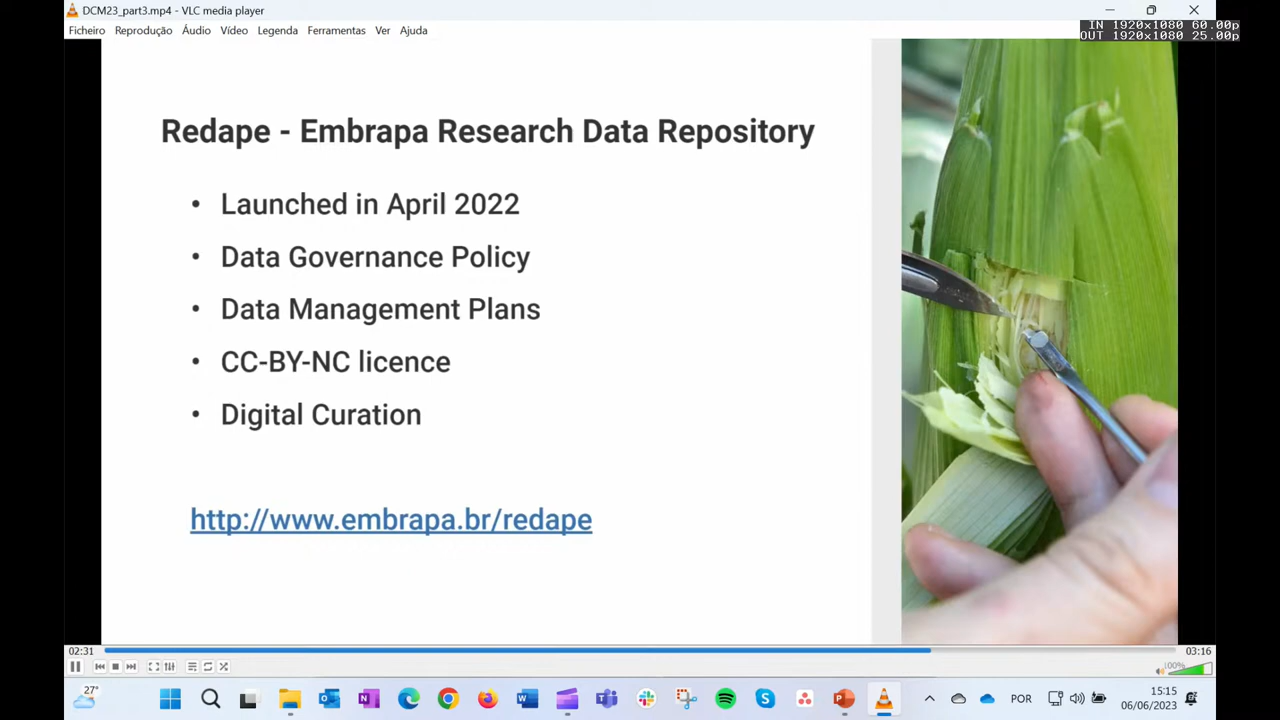 DCM23_part3.mp4 - VLC media player
IN 1920x1080 60.00p
OUT 1920x1080 25.00p
Ficheiro Reprodução Áudio Vídeo Legenda Ferramentas Ver Ajuda
Redape - Embrapa Research Data Repository
• Launched in April 2022
• Data Governance Policy
• Data Management Plans
• CC-BY-NC licence
• Digital Curation
http://www.embrapa.br/redape
02:31
03:16
100%
27°
POR
15:15
06/06/2023